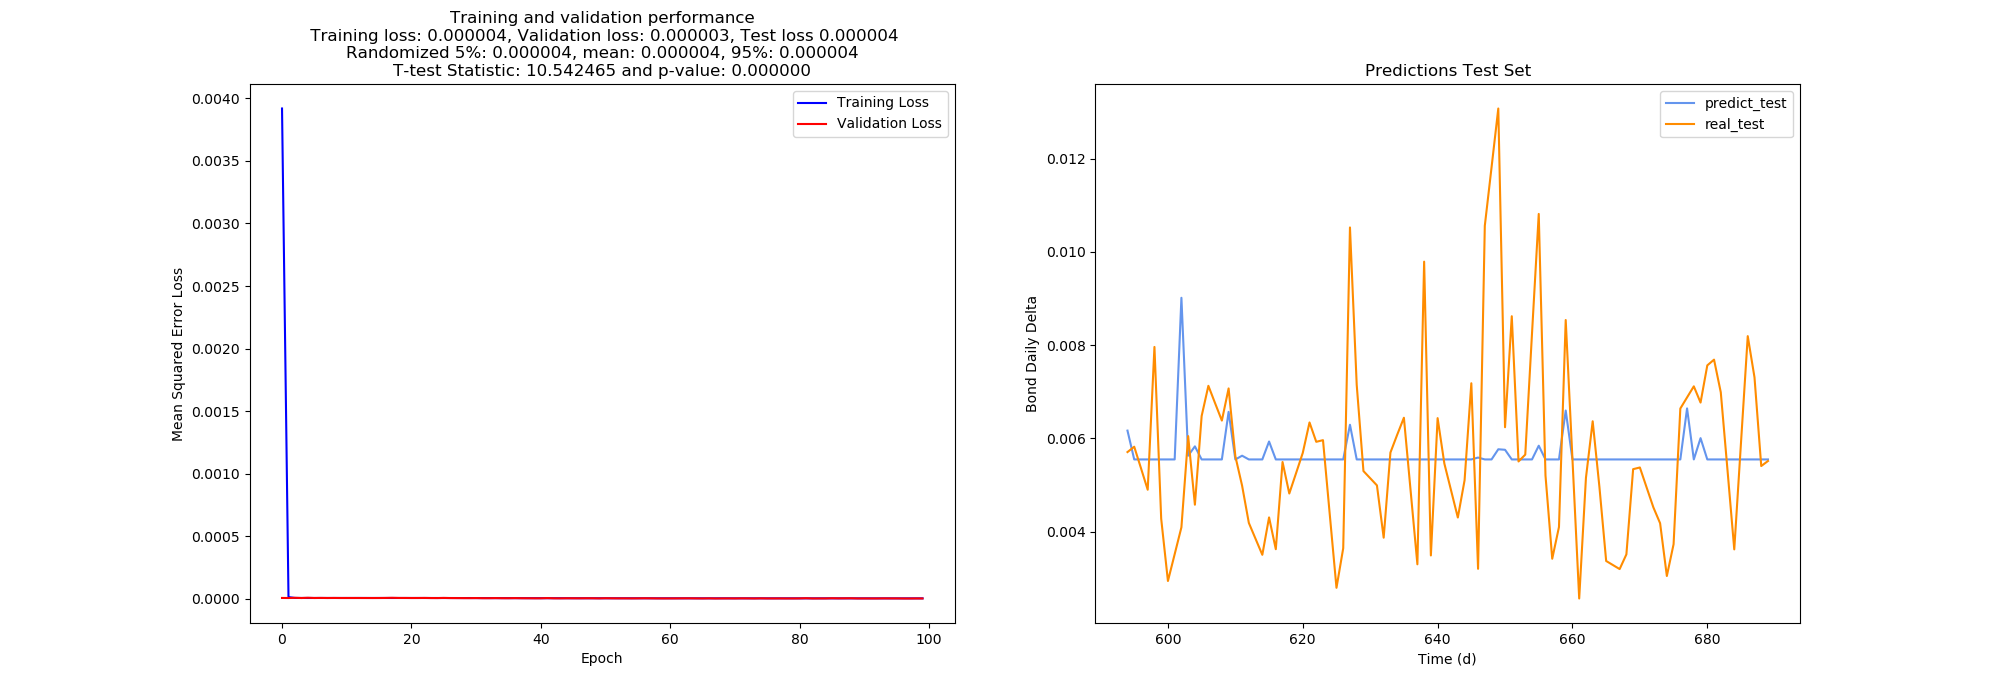 Training and validation performance
Training loss: 0.000004, Validation loss: 0.000003, Test loss 0.000004
Randomized 5%: 0.000004, mean: 0.000004, 95%: 0.000004
T-test Statistic: 10.542465 and p-value: 0.000000
Training Loss
Validation Loss
0.0040
0.0035
0.0030
0.0025
0.0020
0.0015
0.0010
0.0005
0.0000
Mean Squared Error Loss
0 20 40 60 80 100
Epoch
Predictions Test Set
predict_test
real_test
0.012
0.010
0.008
0.006
0.004
Bond Daily Delta
600 620 640 660 680
Time (d)